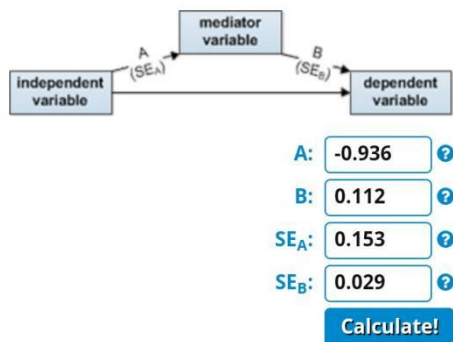 mediator
variable
A
(SEA)
B
(SEB)
independent
variable
dependent
variable
A: -0.936 ?
B: 0.112 ?
SEA: 0.153 ?
SEB: 0.029 ?
Calculate!